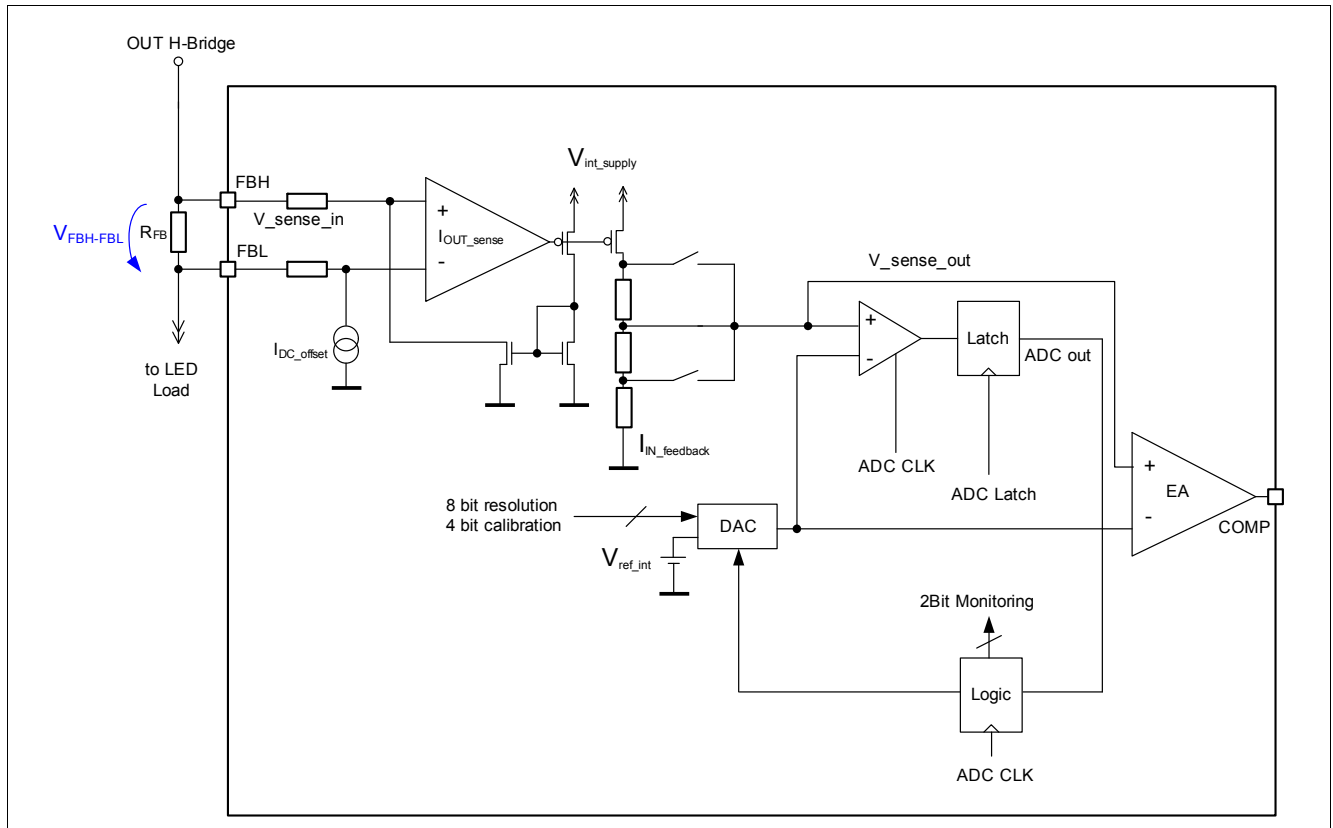 OUT H-Bridge
Vint_supply
FBH
V_sense_in
+
IOUT_sense
-
VFBH-FBL
RFB
FBL
V_sense_out
+
-
Latch
ADC out
IDC_offset
to LED
Load
IIN_feedback
ADC CLK
ADC Latch
+
EA
-
COMP
8 bit resolution
4 bit calibration
DAC
Vref_int
2Bit Monitoring
Logic
ADC CLK